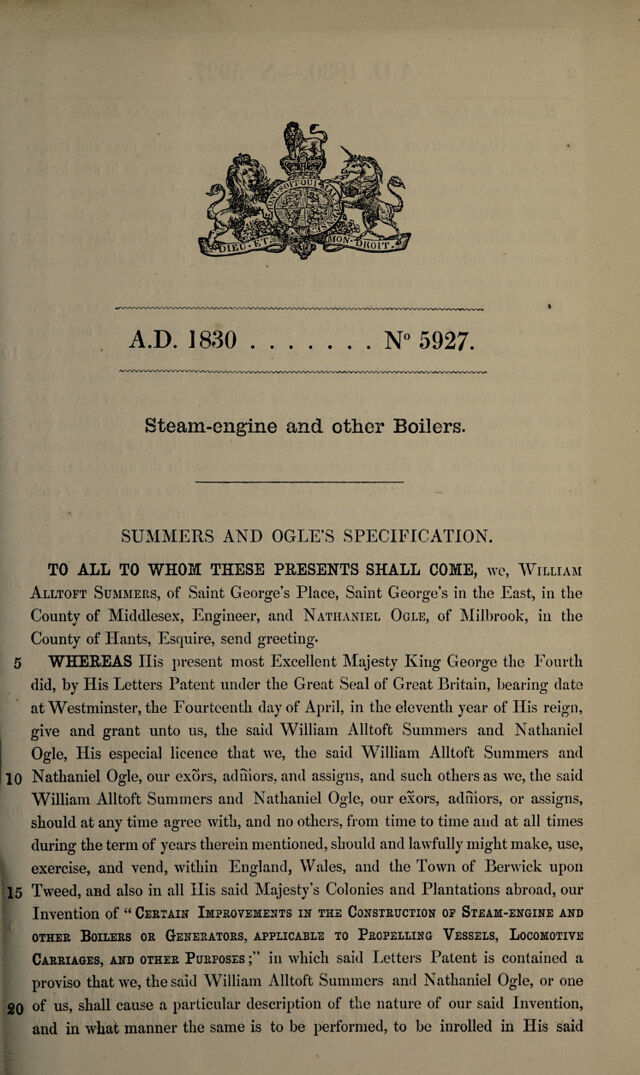 HONI SOIT QUI MAL
DIEU · ET · MON · DROIT ·
A.D. 1830 . . . . . . . No 5927.
Steam-engine and other Boilers.
SUMMERS AND OGLE'S SPECIFICATION.
TO ALL TO WHOM THESE PRESENTS SHALL COME, we, WILLIAM
ALLTOFT SUMMERS, of Saint George's Place, Saint George's in the East, in the
County of Middlesex, Engineer, and NATHANIEL OGLE, of Milbrook, in the
County of Hants, Esquire, send greeting.
5 WHEREAS His present most Excellent Majesty King George the Fourth
did, by His Letters Patent under the Great Seal of Great Britain, bearing date
at Westminster, the Fourteenth day of April, in the eleventh year of His reign,
give and grant unto us, the said William Alltoft Summers and Nathaniel
Ogle, His especial licence that we, the said William Alltoft Summers and
10 Nathaniel Ogle, our exōrs, adm̃ors, and assigns, and such others as we, the said
William Alltoft Summers and Nathaniel Ogle, our exōrs, adm̃ors, or assigns,
should at any time agree with, and no others, from time to time and at all times
during the term of years therein mentioned, should and lawfully might make, use,
exercise, and vend, within England, Wales, and the Town of Berwick upon
15 Tweed, and also in all His said Majesty's Colonies and Plantations abroad, our
Invention of "CERTAIN IMPROVEMENTS IN THE CONSTRUCTION OF STEAM-ENGINE AND
OTHER BOILERS OR GENERATORS, APPLICABLE TO PROPELLING VESSELS, LOCOMOTIVE
CARRIAGES, AND OTHER PURPOSES;" in which said Letters Patent is contained a
proviso that we, the said William Alltoft Summers and Nathaniel Ogle, or one
20 of us, shall cause a particular description of the nature of our said Invention,
and in what manner the same is to be performed, to be inrolled in His said